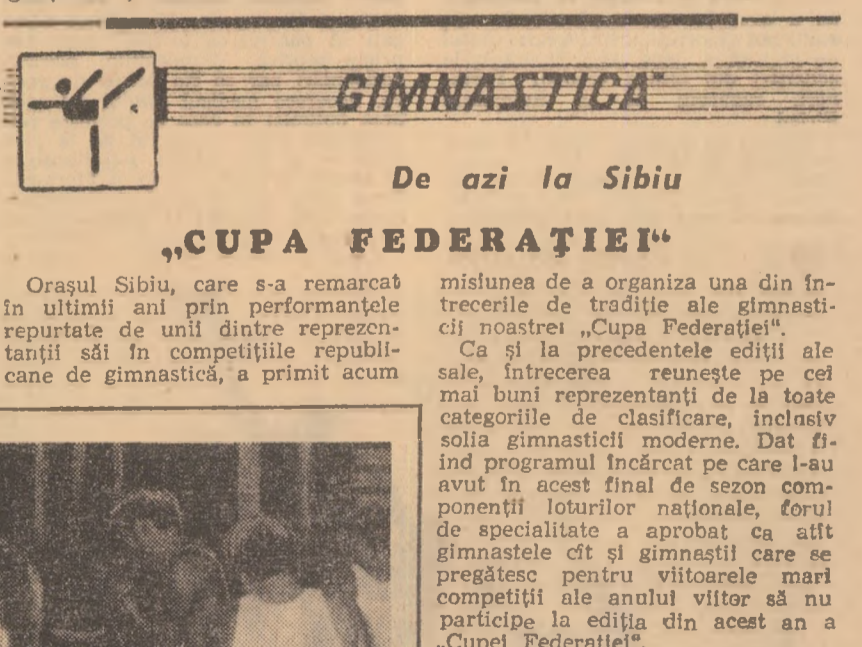 GIMNASTICA
De azi la Sibiu
„CUPA FEDERAŢIEI“
Oraşul Sibiu, care s-a remarcat
în ultimii ani prin performanţele
repurtate de unii dintre reprezen-
tanţii săi în competiţiile republi-
cane de gimnastică, a primit acum
misiunea de a organiza una din în-
trecerile de tradiţie ale gimnasti-
cii noastre „Cupa Federaţiei“.
Ca şi la precedentele ediţii ale
sale, întrecerea reuneşte pe cei
mai buni reprezentanţi de la toate
categoriile de clasificare, inclusiv
solia gimnasticii moderne. Dat fi-
ind programul încărcat pe care l-au
avut în acest final de sezon com-
ponenţii loturilor naţionale, forul
de specialitate a aprobat ca atît
gimnastele cît şi gimnaştii care se
pregătesc pentru viitoarele mari
competiţii ale anului viitor să nu
participe la ediţia din acest an a
„Cupei Federaţiei“.